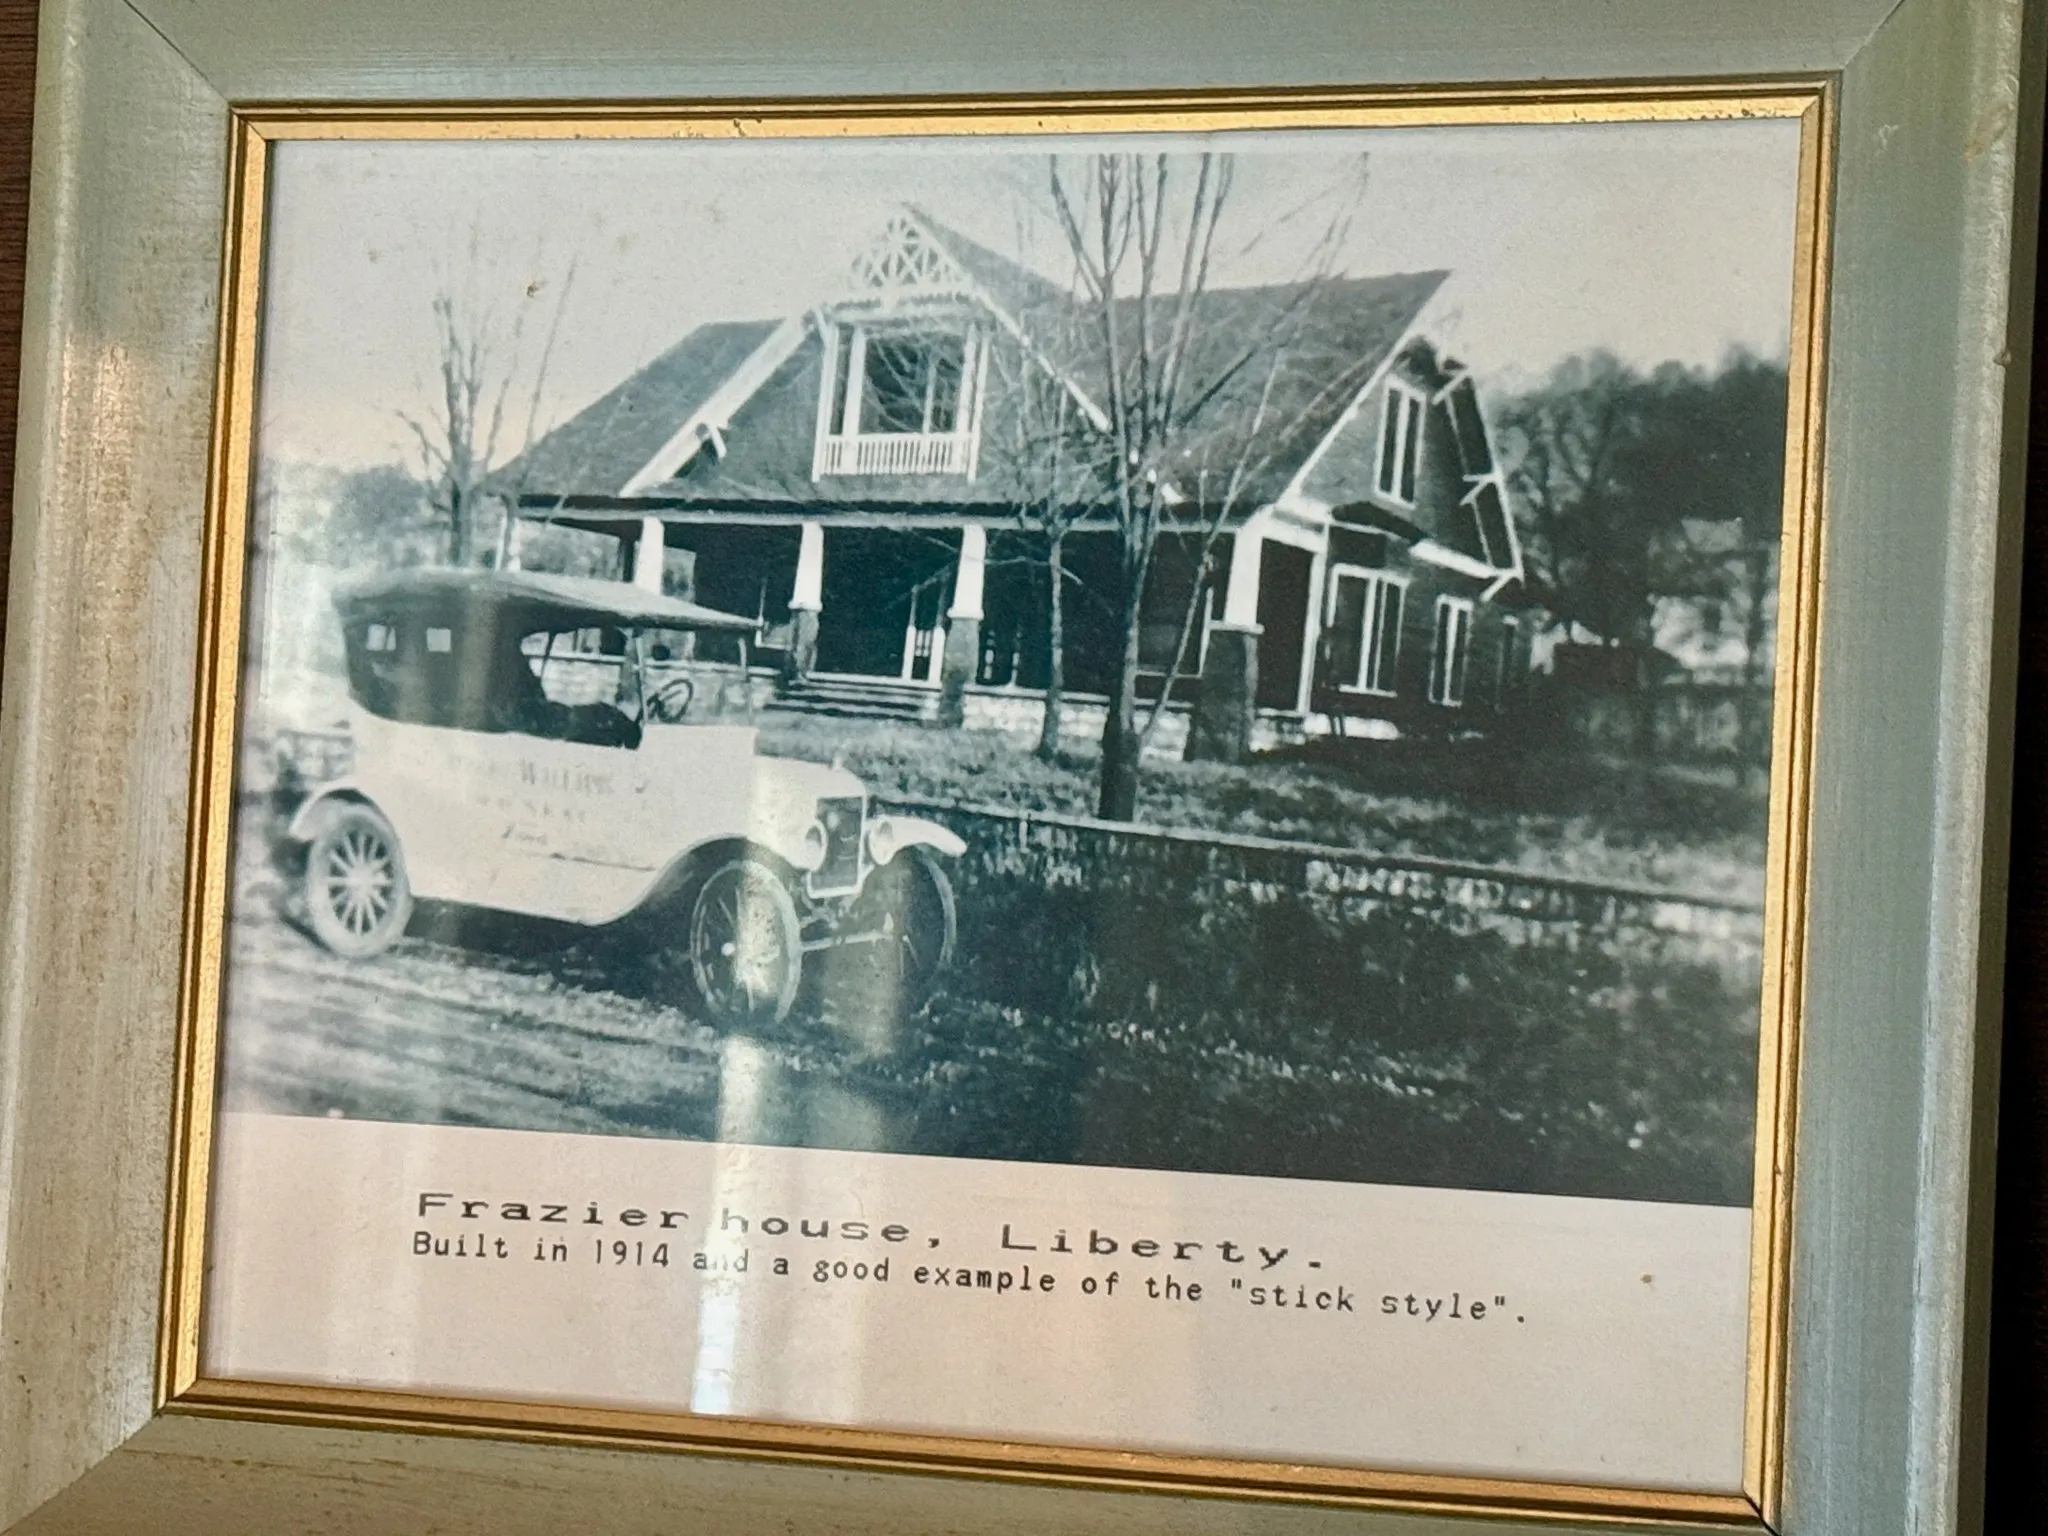 Frazier house, Liberty.
Built in 1914 and a good example of the "stick style".